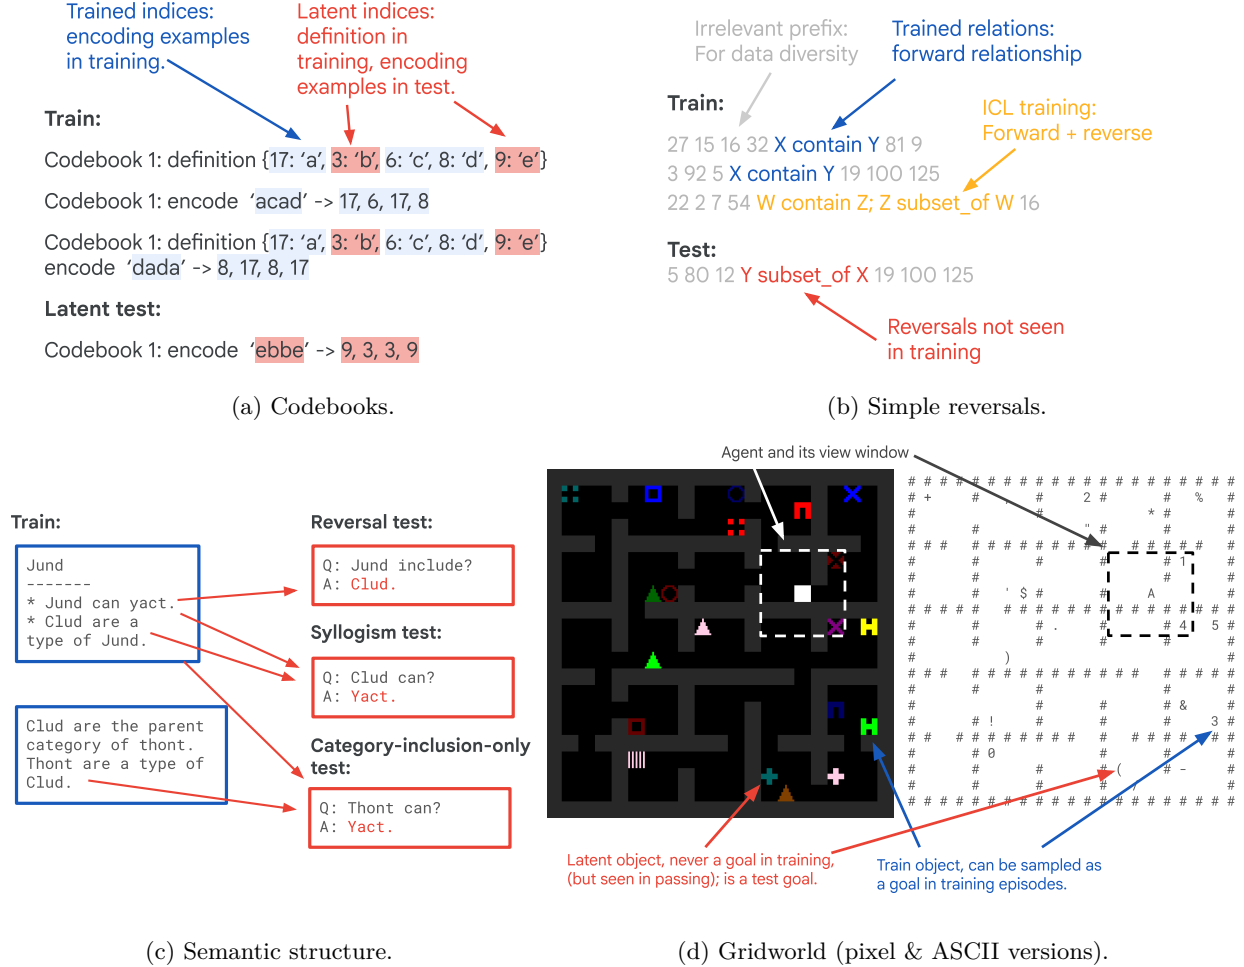 Trained indices:
encoding examples
in training.
Latent indices:
definition in
training, encoding
examples in test.
Train:
Codebook 1: definition {17: ‘a’, 3: ‘b’, 6: ‘c’, 8: ‘d’, 9: ‘e’}
Codebook 1: encode ‘acad’ -> 17, 6, 17, 8
Codebook 1: definition {17: ‘a’, 3: ‘b’, 6: ‘c’, 8: ‘d’, 9: ‘e’}
encode ‘dada’ -> 8, 17, 8, 17
Latent test:
Codebook 1: encode ‘ebbe’ -> 9, 3, 3, 9
(a) Codebooks.
Irrelevant prefix:
For data diversity
Trained relations:
forward relationship
ICL training:
Forward + reverse
Train:
27 15 16 32 X contain Y 81 9
3 92 5 X contain Y 19 100 125
22 2 7 54 W contain Z; Z subset_of W 16
Test:
5 80 12 Y subset_of X 19 100 125
Reversals not seen
in training
(b) Simple reversals.
Train:
Jund
-------
* Jund can yact.
* Clud are a
type of Jund.
Clud are the parent
category of thont.
Thont are a type of
Clud.
Reversal test:
Q: Jund include?
A: Clud.
Syllogism test:
Q: Clud can?
A: Yact.
Category-inclusion-only
test:
Q: Thont can?
A: Yact.
(c) Semantic structure.
Agent and its view window
Latent object, never a goal in training,
(but seen in passing); is a test goal.
Train object, can be sampled as
a goal in training episodes.
(d) Gridworld (pixel & ASCII versions).